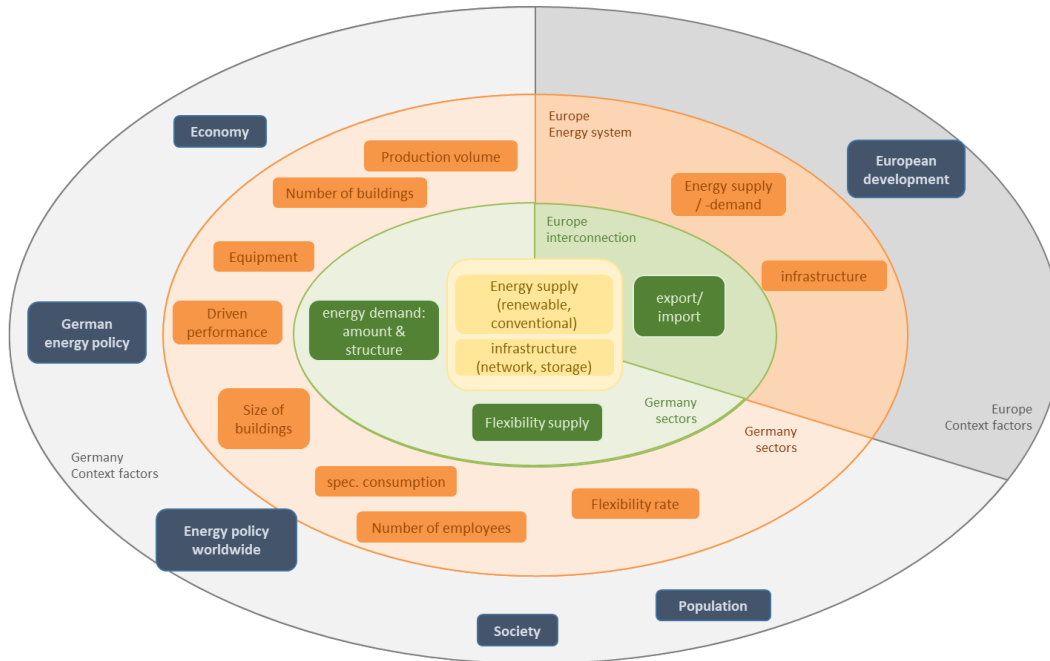 Europe
Energy system
Economy
Production volume
European
development
Energy supply
/ -demand
Number of buildings
Europe
interconnection
Equipment
infrastructure
Energy supply
(renewable,
conventional)
export/
import
energy demand:
amount &
structure
Driven
performance
German
energy policy
infrastructure
(network, storage)
Size of
buildings
Flexibility supply
Germany
sectors
Germany
sectors
Europe
Context factors
Germany
Context factors
spec. consumption
Flexibility rate
Number of employees
Energy policy
worldwide
Population
Society